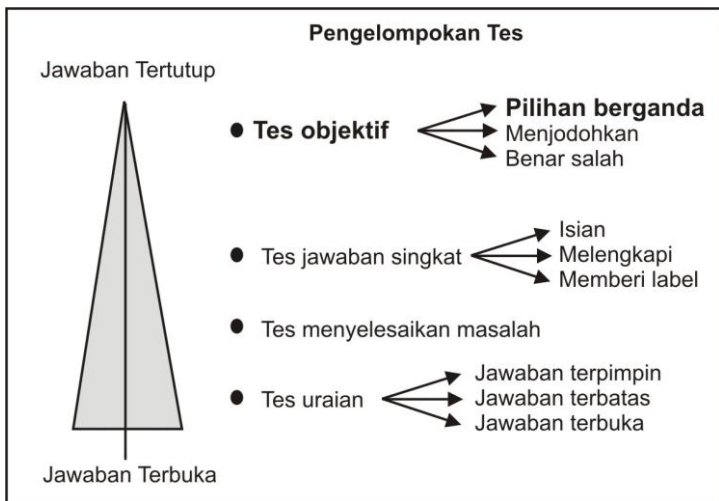 Pengelompokan Tes
Jawaban Tertutup
● Tes objektif
Pilihan berganda
Menjodohkan
Benar salah
● Tes jawaban singkat
Isian
Melengkapi
Memberi label
● Tes menyelesaikan masalah
● Tes uraian
Jawaban terpimpin
Jawaban terbatas
Jawaban terbuka
Jawaban Terbuka